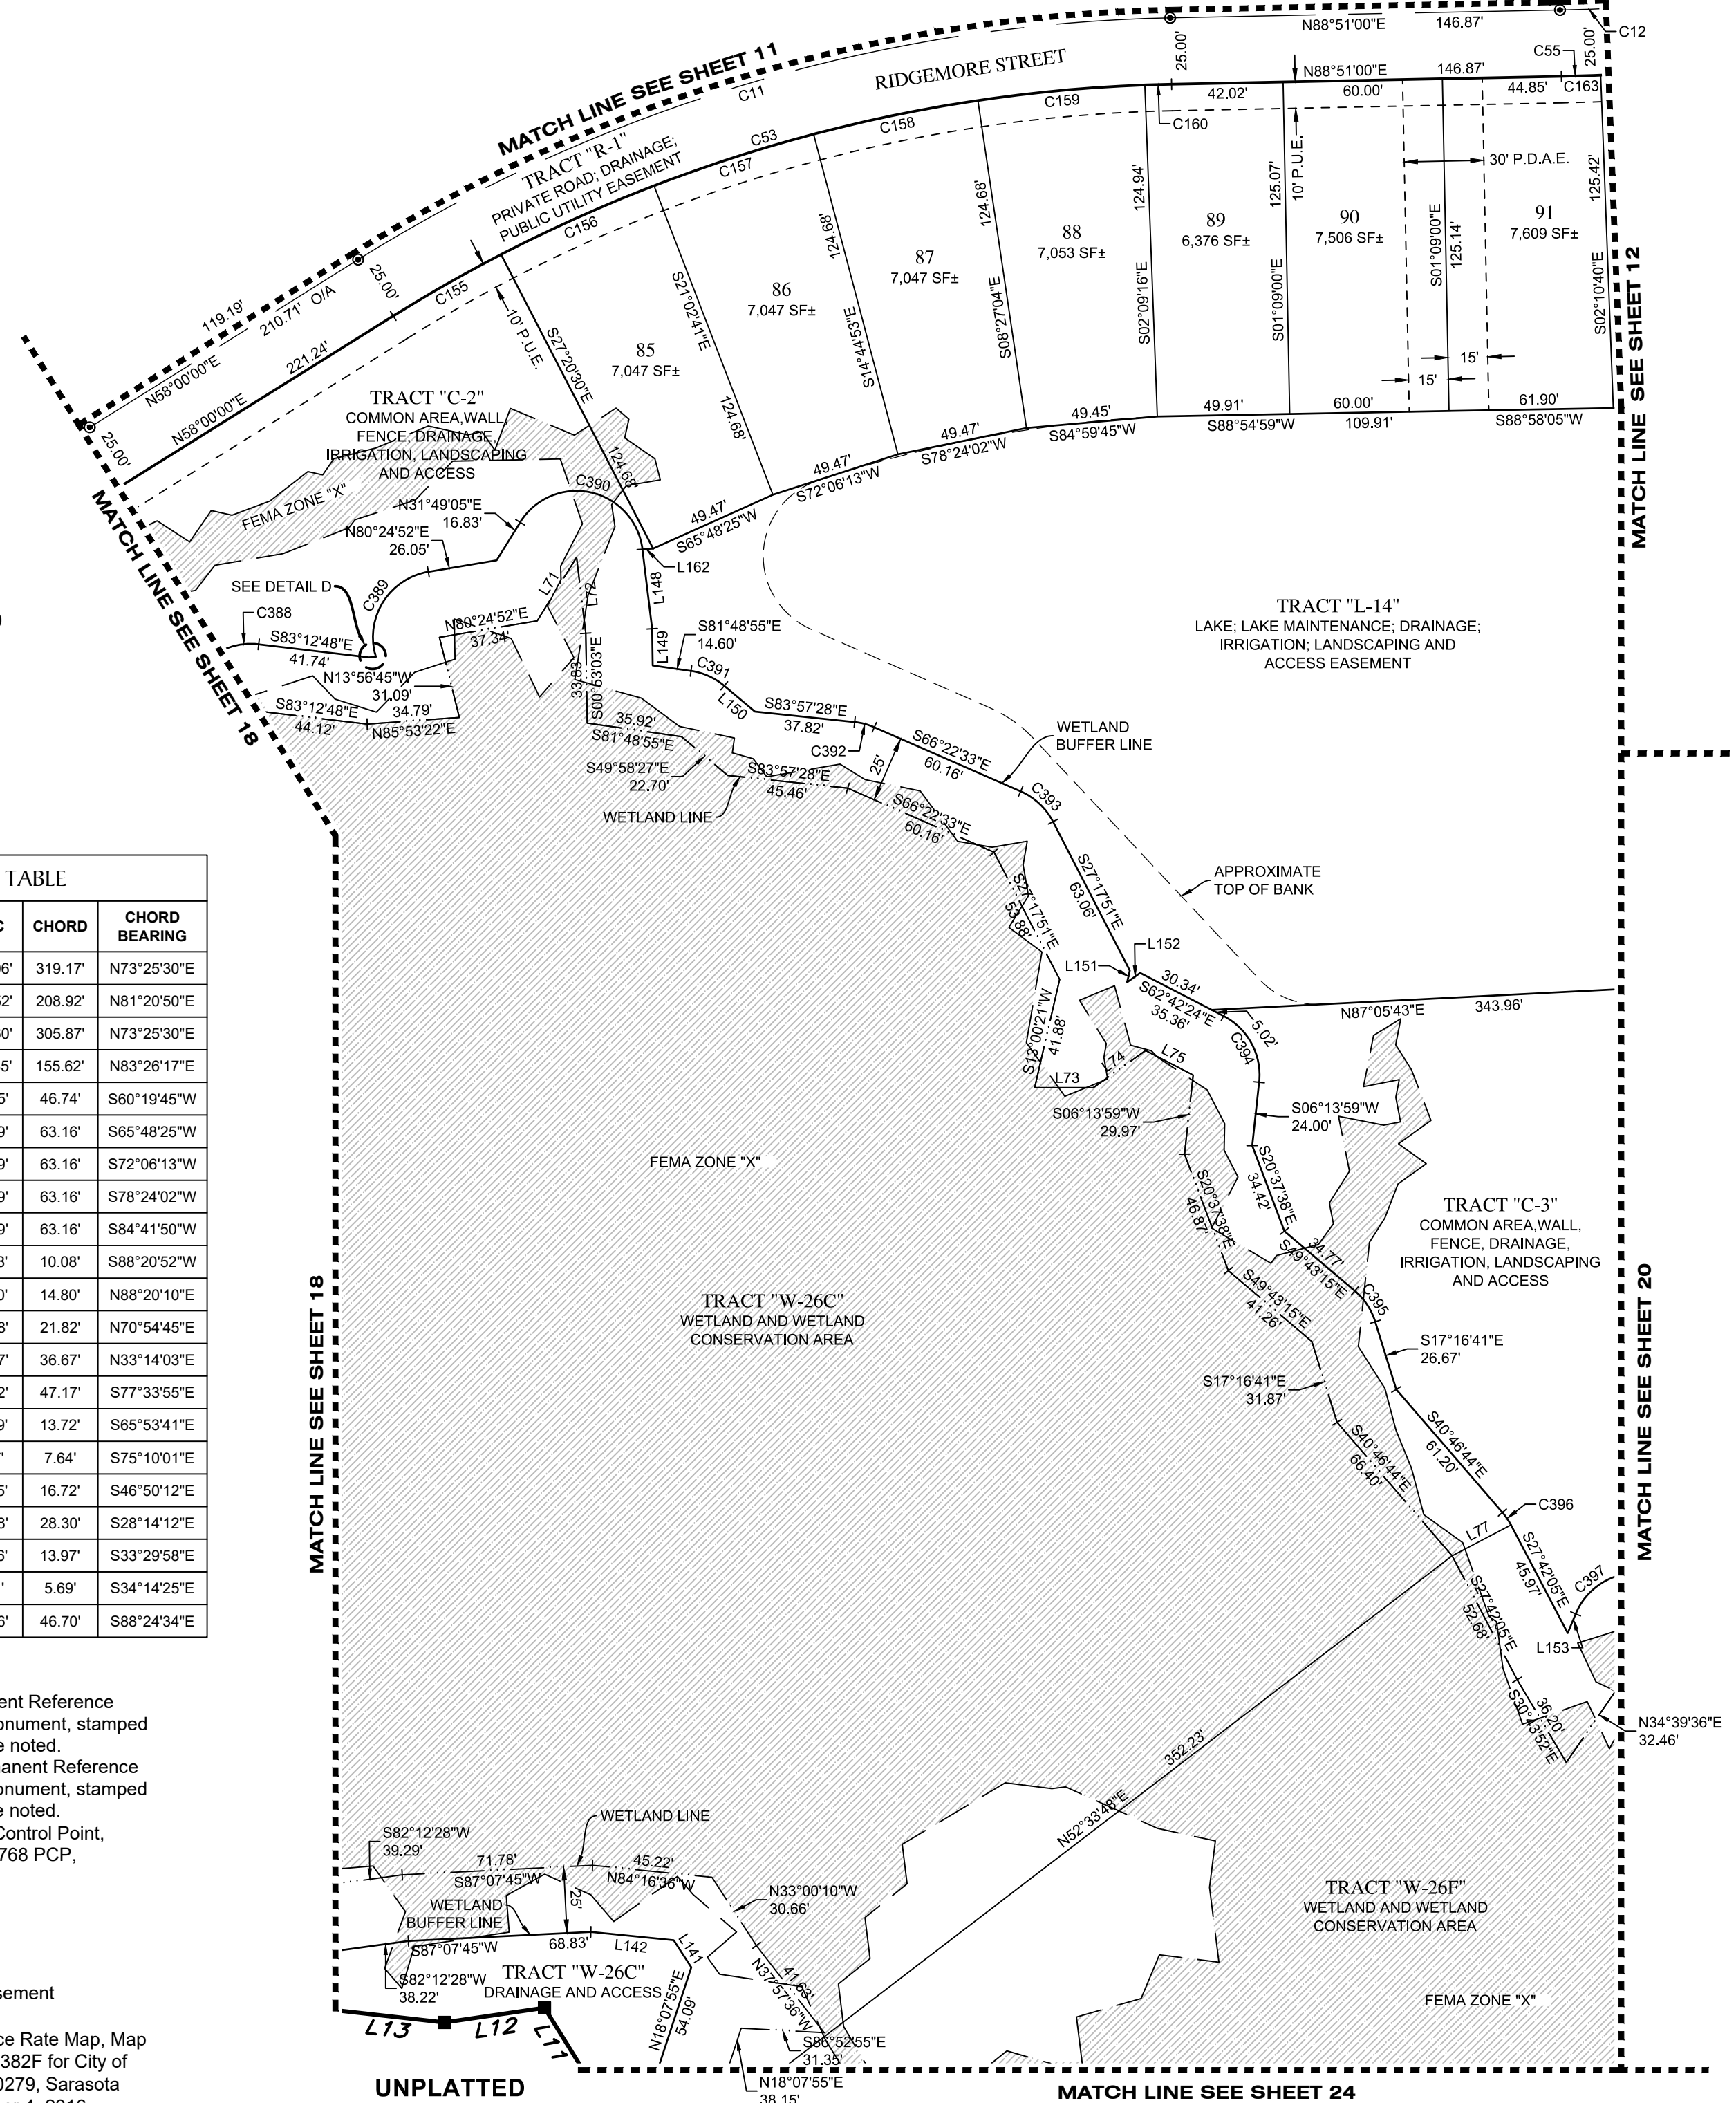 MATCH LINE SEE SHEET 11
RIDGEMORE STREET
N88°51'00"E
146.87'
C12
C55
25.00'
25.00'
N88°51'00"E
146.87'
C11
C53
C159
C158
C157
C156
C155
C160
C163
42.02'
60.00'
44.85'
TRACT "R-1"
PRIVATE ROAD; DRAINAGE;
PUBLIC UTILITY EASEMENT
25.00'
119.19'
210.71' O/A
N58°00'00"E
221.24'
N58°00'00"E
25.00'
10' P.U.E.
10' P.U.E.
30' P.D.A.E.
15'
15'
85
7,047 SF±
86
7,047 SF±
87
7,047 SF±
88
7,053 SF±
89
6,376 SF±
90
7,506 SF±
91
7,609 SF±
S27°20'30"E
124.68'
S21°02'41"E
124.68'
S14°44'53"E
124.68'
S08°27'04"E
124.68'
S02°09'16"E
124.94'
S01°09'00"E
125.07'
S01°09'00"E
125.14'
S02°10'40"E
125.42'
49.47'
S65°48'25"W
49.47'
S72°06'13"W
49.47'
S78°24'02"W
49.45'
S84°59'45"W
49.91'
60.00'
S88°54'59"W
109.91'
61.90'
S88°58'05"W
MATCH LINE SEE SHEET 12
MATCH LINE SEE SHEET 18
TRACT "C-2"
COMMON AREA,WALL,
FENCE, DRAINAGE,
IRRIGATION, LANDSCAPING
AND ACCESS
FEMA ZONE "X"
N31°49'05"E
16.83'
C390
N80°24'52"E
26.05'
SEE DETAIL D
C389
C388
S83°12'48"E
41.74'
N13°56'45"W
31.09'
S83°12'48"E
44.12'
34.79'
N85°53'22"E
N80°24'52"E
37.34'
L71
L72
L148
L149
L162
33.83'
S00°53'03"E
S81°48'55"E
14.60'
C391
L150
35.92'
S81°48'55"E
S49°58'27"E
22.70'
S83°57'28"E
37.82'
C392
S83°57'28"E
45.46'
WETLAND LINE
25'
S66°22'33"E
60.16'
S66°22'33"E
60.16'
WETLAND
BUFFER LINE
C393
S27°17'51"E
63.06'
S27°17'51"E
53.88'
TRACT "L-14"
LAKE; LAKE MAINTENANCE; DRAINAGE;
IRRIGATION; LANDSCAPING AND
ACCESS EASEMENT
APPROXIMATE
TOP OF BANK
L152
L151
30.34'
S62°42'24"E
35.36'
5.02'
N87°05'43"E
343.96'
C394
S13°00'21"W
41.88'
L73
L74
L75
S06°13'59"W
29.97'
S06°13'59"W
24.00'
S20°37'38"E
34.42'
S20°37'38"E
46.87'
34.77'
S49°43'15"E
S49°43'15"E
41.26'
C395
S17°16'41"E
26.67'
S17°16'41"E
31.87'
S40°46'44"E
61.20'
S40°46'44"E
66.40'
C396
L77
S27°42'05"E
45.97'
S27°42'05"E
52.68'
C397
L153
36.20'
S30°43'52"E
N34°39'36"E
32.46'
TRACT "C-3"
COMMON AREA,WALL,
FENCE, DRAINAGE,
IRRIGATION, LANDSCAPING
AND ACCESS
MATCH LINE SEE SHEET 20
MATCH LINE SEE SHEET 18
FEMA ZONE "X"
TRACT "W-26C"
WETLAND AND WETLAND
CONSERVATION AREA
352.23'
N52°33'48"E
TRACT "W-26F"
WETLAND AND WETLAND
CONSERVATION AREA
FEMA ZONE "X"
WETLAND LINE
S82°12'28"W
39.29'
71.78'
S87°07'45"W
45.22'
N84°16'36"W
25'
WETLAND
BUFFER LINE
N33°00'10"W
30.66'
S87°07'45"W
68.83'
L142
L141
S82°12'28"W
38.22'
TRACT "W-26C"
DRAINAGE AND ACCESS
N18°07'55"E
54.09'
41.63'
N37°57'36"W
S86°52'55"E
31.35'
N18°07'55"E
38.15'
L13
L12
L11
UNPLATTED
MATCH LINE SEE SHEET 24
TABLE
C CHORD CHORD BEARING
6' 319.17' N73°25'30"E
52' 208.92' N81°20'50"E
60' 305.87' N73°25'30"E
5' 155.62' N83°26'17"E
5' 46.74' S60°19'45"W
9' 63.16' S65°48'25"W
9' 63.16' S72°06'13"W
9' 63.16' S78°24'02"W
9' 63.16' S84°41'50"W
8' 10.08' S88°20'52"W
0' 14.80' N88°20'10"E
8' 21.82' N70°54'45"E
7' 36.67' N33°14'03"E
2' 47.17' S77°33'55"E
9' 13.72' S65°53'41"E
' 7.64' S75°10'01"E
5' 16.72' S46°50'12"E
8' 28.30' S28°14'12"E
6' 13.97' S33°29'58"E
' 5.69' S34°14'25"E
6' 46.70' S88°24'34"E
ent Reference
onument, stamped
e noted.
anent Reference
onument, stamped
e noted.
Control Point,
768 PCP,
sement
ce Rate Map, Map
382F for City of
0279, Sarasota